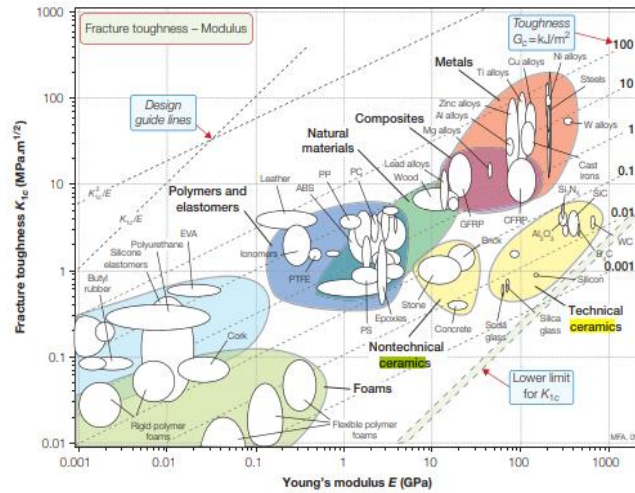 Fracture toughness – Modulus
Toughness
G_c = kJ/m²
100
10
1
0.1
0.01
0.001
Design
guide lines
Metals
Ti alloys
Cu alloys
Ni alloys
Steels
W alloys
Zinc alloys
Al alloys
Mg alloys
Cast
irons
Composites
Natural
materials
Lead alloys
Wood
GFRP
CFRP
Polymers and
elastomers
Leather
PP
ABS
PC
Ionomers
PTFE
PS
Epoxies
EVA
Polyurethane
Silicone
elastomers
Butyl
rubber
Cork
Brick
Stone
Concrete
Nontechnical
ceramics
Si₃N₄
SiC
Al₂O₃
B₄C
WC
Silicon
Soda
glass
Silica
glass
Technical
ceramics
Foams
Rigid polymer
foams
Flexible polymer
foams
Lower limit
for K₁c
K²₁c/E
K₁c/E
MFA, 0
Fracture toughness K₁c (MPa.m^1/2)
1000
100
10
1
0.1
0.01
0.001
0.01
0.1
1
10
100
1000
Young's modulus E (GPa)